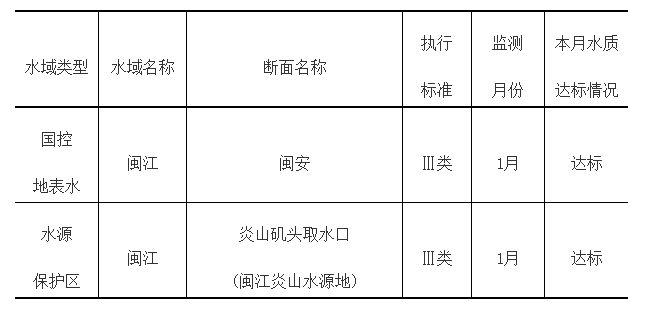 水域类型 水域名称 断面名称 执行标准 监测月份 本月水质达标情况
国控地表水 闽江 闽安 Ⅲ类 1月 达标
水源保护区 闽江 炎山矶头取水口(闽江炎山水源地) Ⅲ类 1月 达标